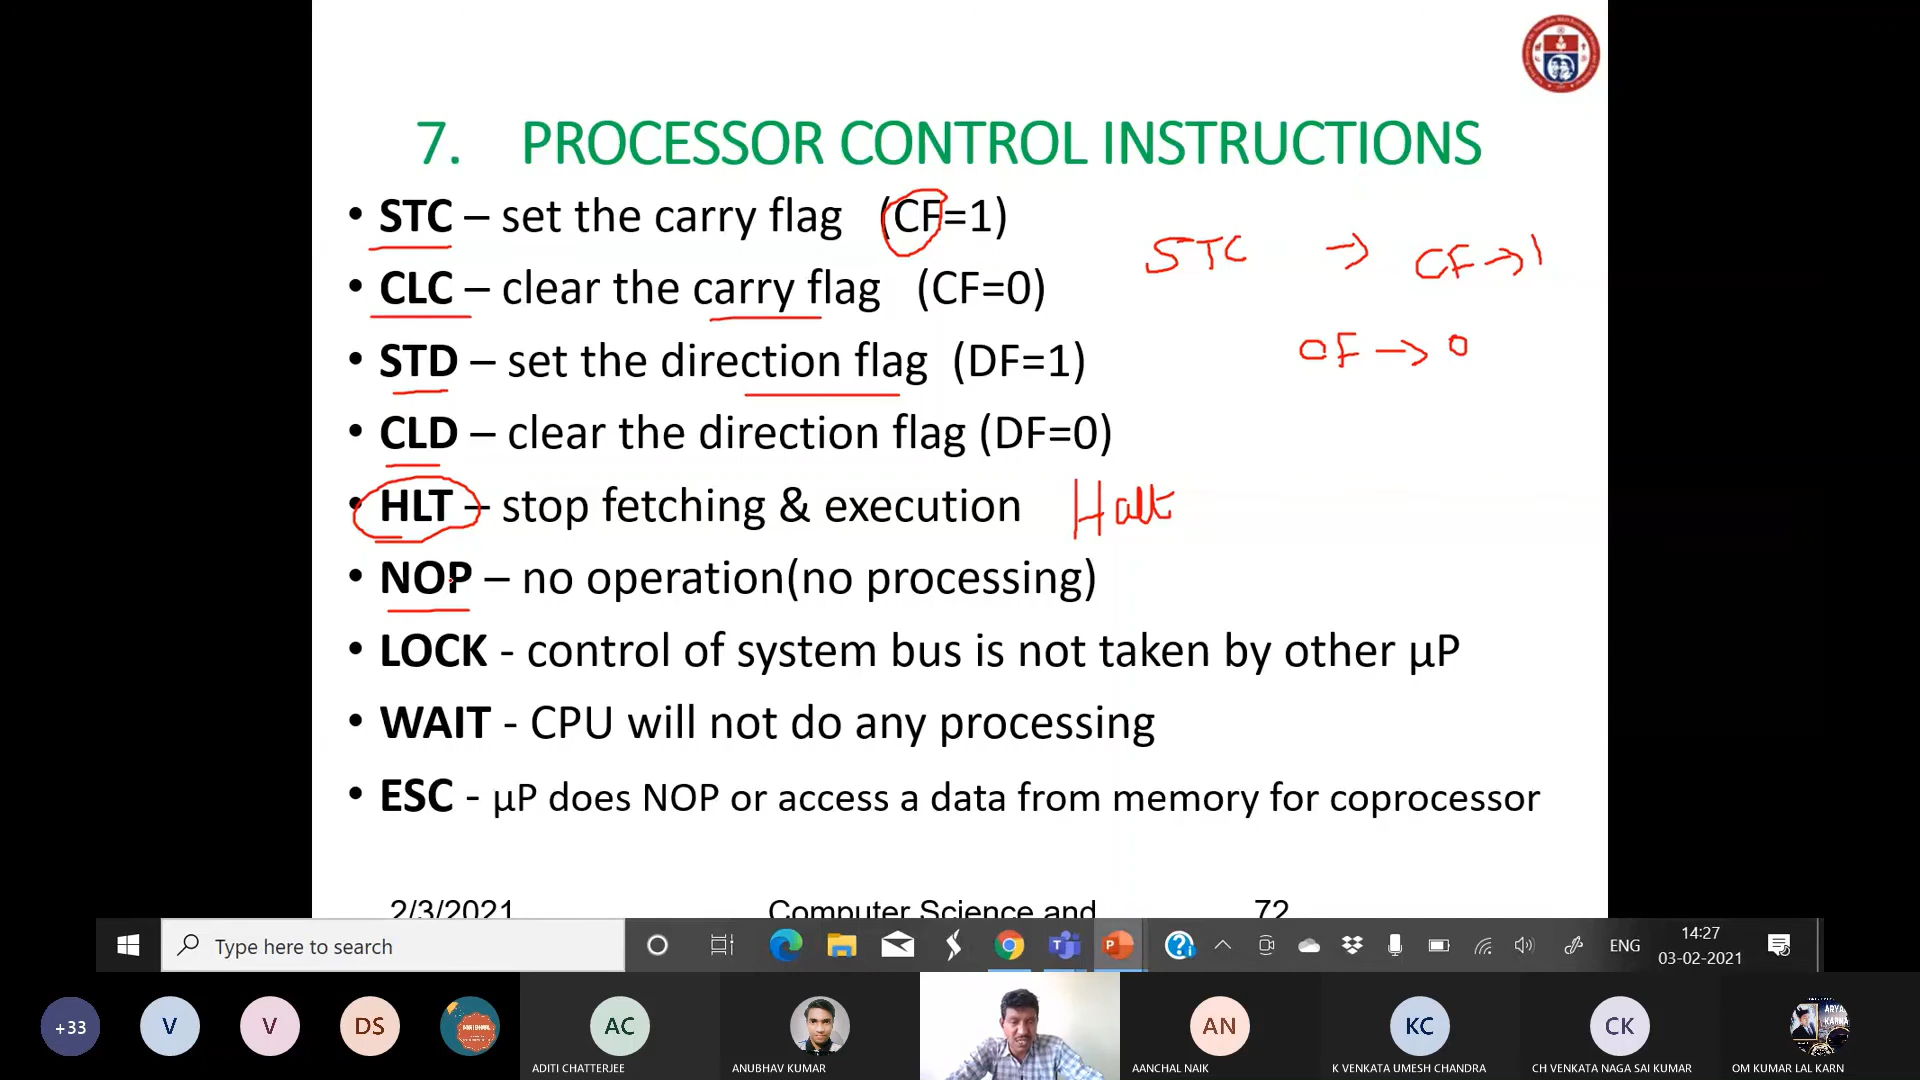 7. PROCESSOR CONTROL INSTRUCTIONS
• STC – set the carry flag (CF=1)
STC → CF→1
• CLC – clear the carry flag (CF=0)
• STD – set the direction flag (DF=1)
CF → 0
• CLD – clear the direction flag (DF=0)
• HLT – stop fetching & execution Halt
• NOP – no operation(no processing)
• LOCK - control of system bus is not taken by other µP
• WAIT - CPU will not do any processing
• ESC - µP does NOP or access a data from memory for coprocessor
2/3/2021 Computer Science and 72
Type here to search
ENG
14:27
03-02-2021
+33 V V DS AC AN KC CK
ADITI CHATTERJEE ANUBHAV KUMAR AANCHAL NAIK K VENKATA UMESH CHANDRA CH VENKATA NAGA SAI KUMAR OM KUMAR LAL KARN